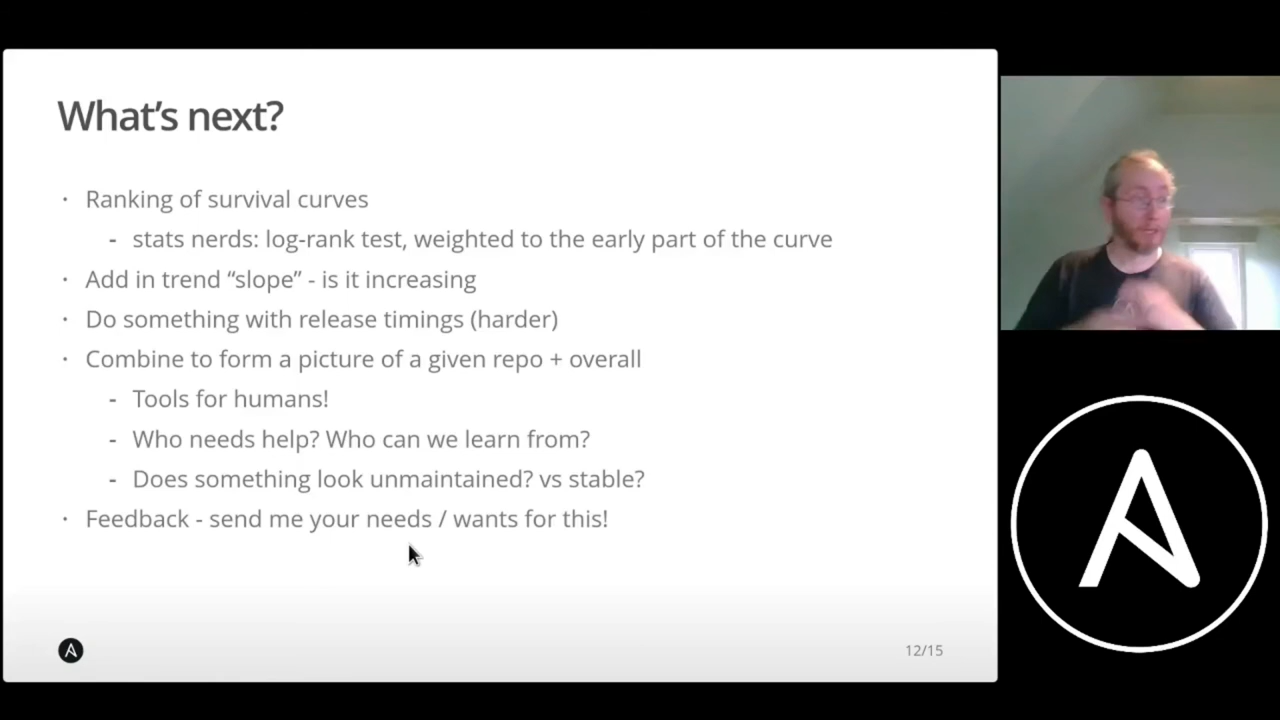 What’s next?
· Ranking of survival curves
- stats nerds: log-rank test, weighted to the early part of the curve
· Add in trend “slope” - is it increasing
· Do something with release timings (harder)
· Combine to form a picture of a given repo + overall
- Tools for humans!
- Who needs help? Who can we learn from?
- Does something look unmaintained? vs stable?
· Feedback - send me your needs / wants for this!
12/15